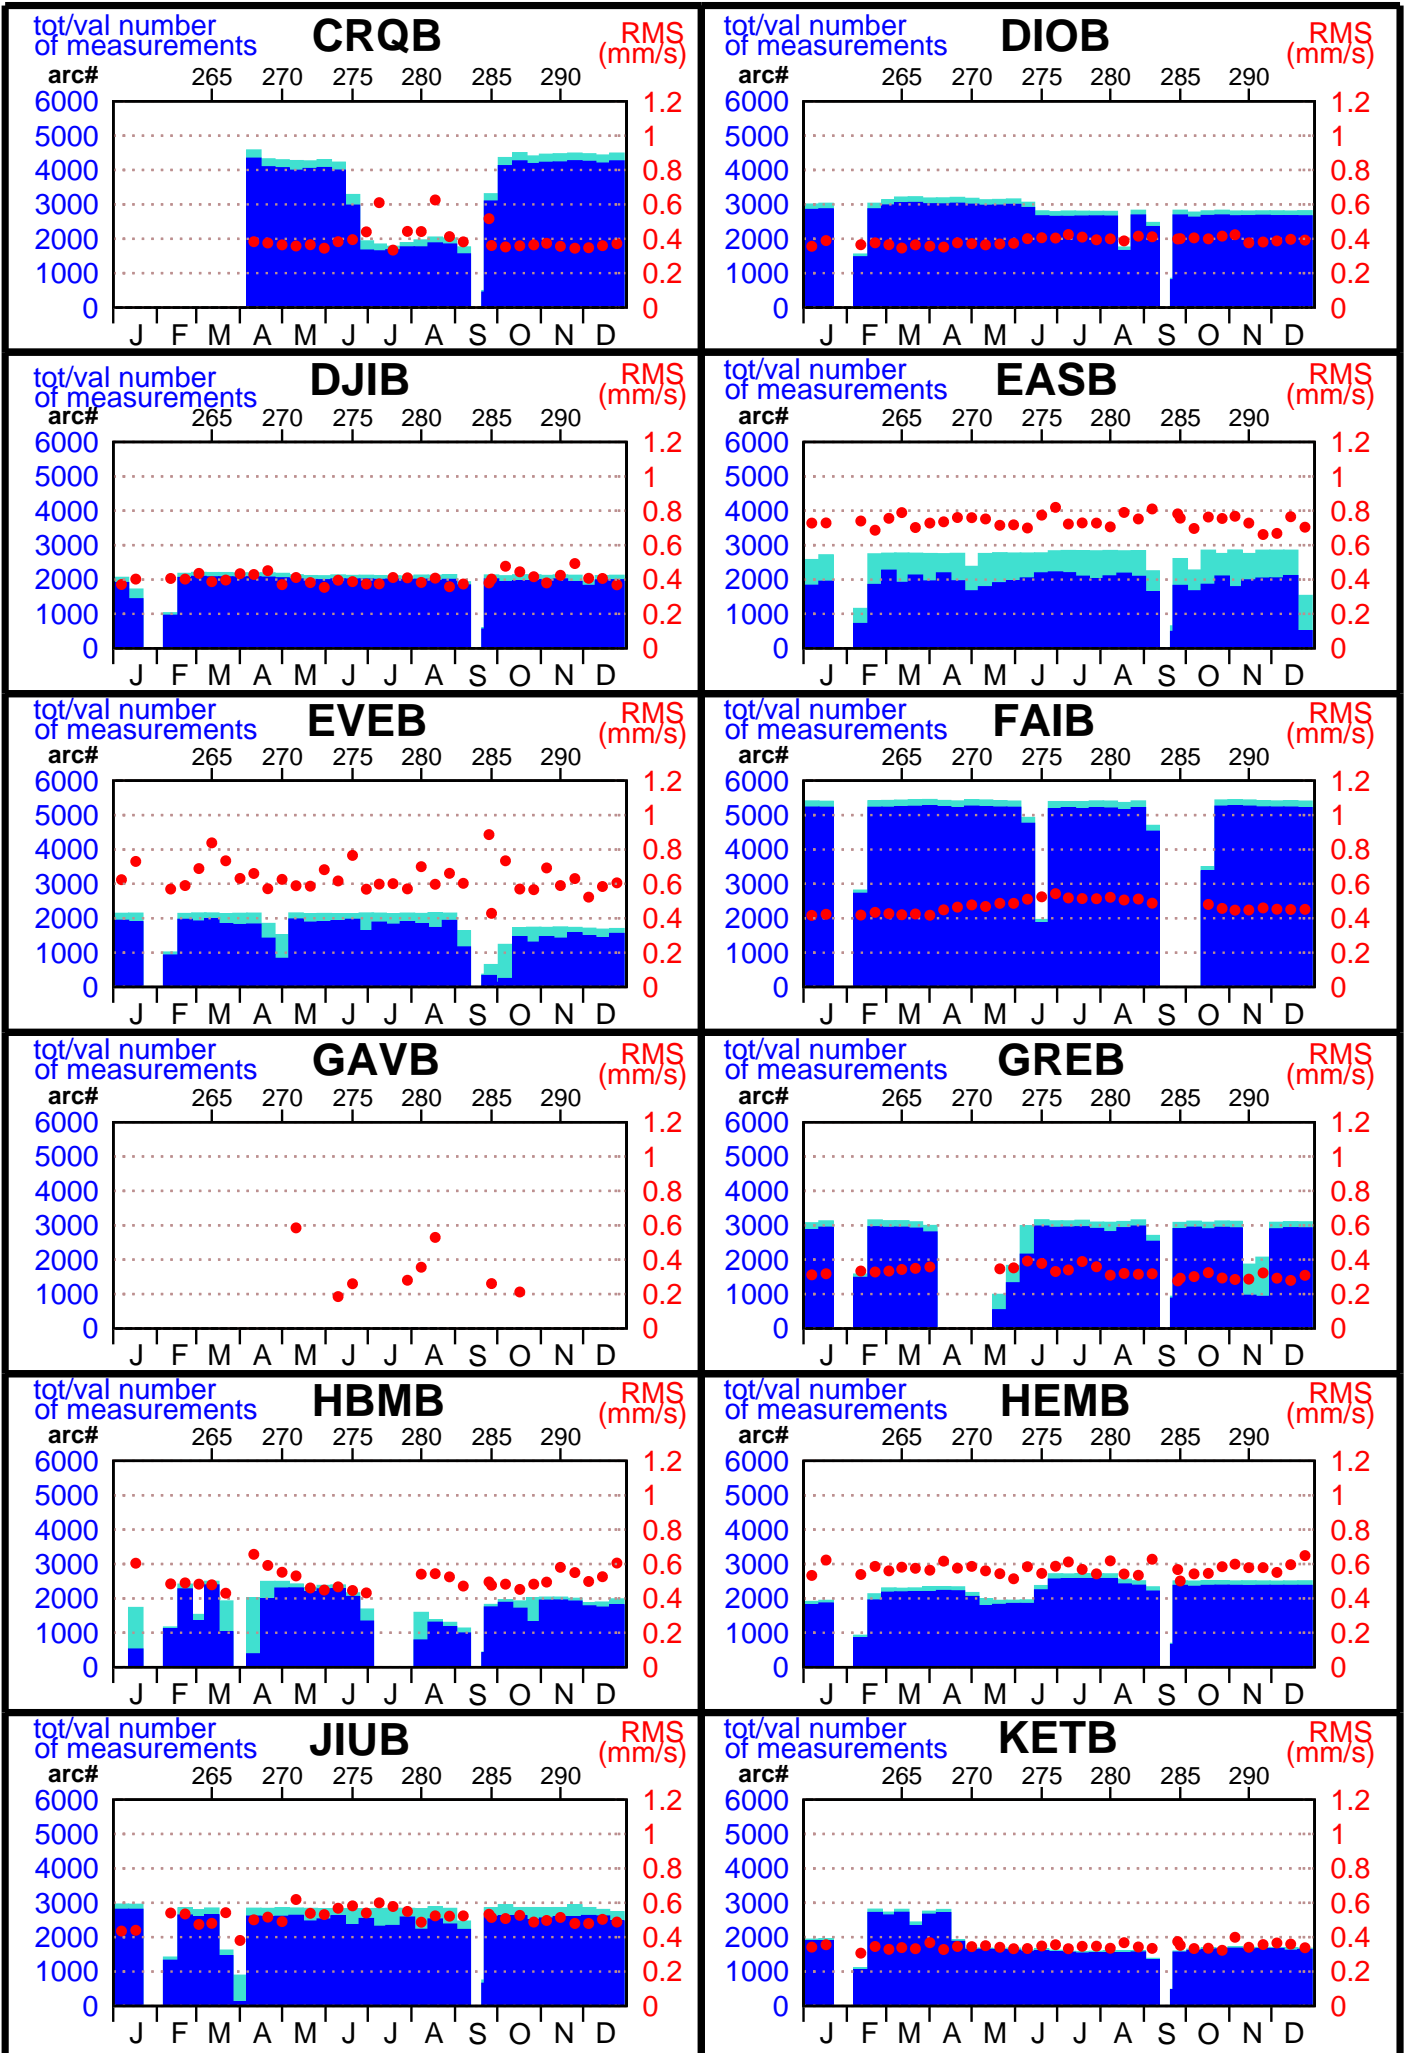 tot/val number
of measurements
CRQB
RMS
(mm/s)
arc#
265 270 275 280 285 290
6000 1.2
5000 1
4000 0.8
3000 0.6
2000 0.4
1000 0.2
0 0
J F M A M J J A S O N D
tot/val number
of measurements
DIOB
RMS
(mm/s)
arc#
265 270 275 280 285 290
6000 1.2
5000 1
4000 0.8
3000 0.6
2000 0.4
1000 0.2
0 0
J F M A M J J A S O N D
tot/val number
of measurements
DJIB
RMS
(mm/s)
arc#
265 270 275 280 285 290
6000 1.2
5000 1
4000 0.8
3000 0.6
2000 0.4
1000 0.2
0 0
J F M A M J J A S O N D
tot/val number
of measurements
EASB
RMS
(mm/s)
arc#
265 270 275 280 285 290
6000 1.2
5000 1
4000 0.8
3000 0.6
2000 0.4
1000 0.2
0 0
J F M A M J J A S O N D
tot/val number
of measurements
EVEB
RMS
(mm/s)
arc#
265 270 275 280 285 290
6000 1.2
5000 1
4000 0.8
3000 0.6
2000 0.4
1000 0.2
0 0
J F M A M J J A S O N D
tot/val number
of measurements
FAIB
RMS
(mm/s)
arc#
265 270 275 280 285 290
6000 1.2
5000 1
4000 0.8
3000 0.6
2000 0.4
1000 0.2
0 0
J F M A M J J A S O N D
tot/val number
of measurements
GAVB
RMS
(mm/s)
arc#
265 270 275 280 285 290
6000 1.2
5000 1
4000 0.8
3000 0.6
2000 0.4
1000 0.2
0 0
J F M A M J J A S O N D
tot/val number
of measurements
GREB
RMS
(mm/s)
arc#
265 270 275 280 285 290
6000 1.2
5000 1
4000 0.8
3000 0.6
2000 0.4
1000 0.2
0 0
J F M A M J J A S O N D
tot/val number
of measurements
HBMB
RMS
(mm/s)
arc#
265 270 275 280 285 290
6000 1.2
5000 1
4000 0.8
3000 0.6
2000 0.4
1000 0.2
0 0
J F M A M J J A S O N D
tot/val number
of measurements
HEMB
RMS
(mm/s)
arc#
265 270 275 280 285 290
6000 1.2
5000 1
4000 0.8
3000 0.6
2000 0.4
1000 0.2
0 0
J F M A M J J A S O N D
tot/val number
of measurements
JIUB
RMS
(mm/s)
arc#
265 270 275 280 285 290
6000 1.2
5000 1
4000 0.8
3000 0.6
2000 0.4
1000 0.2
0 0
J F M A M J J A S O N D
tot/val number
of measurements
KETB
RMS
(mm/s)
arc#
265 270 275 280 285 290
6000 1.2
5000 1
4000 0.8
3000 0.6
2000 0.4
1000 0.2
0 0
J F M A M J J A S O N D